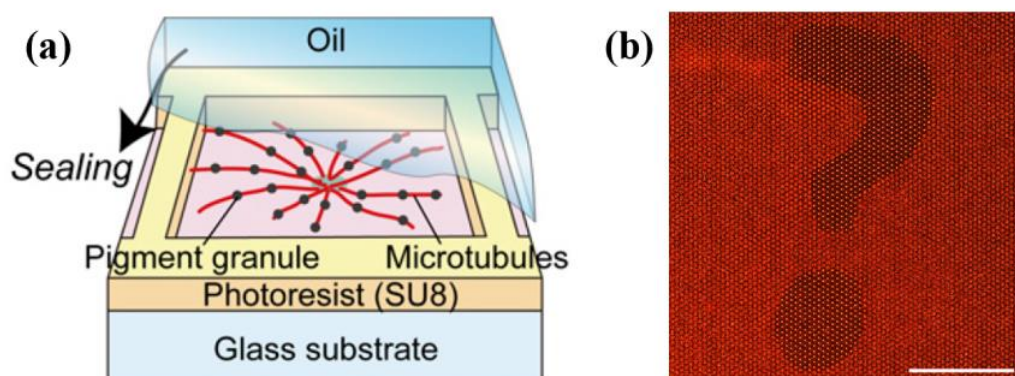 (a)
Oil
Sealing
Pigment granule
Microtubules
Photoresist (SU8)
Glass substrate
(b)